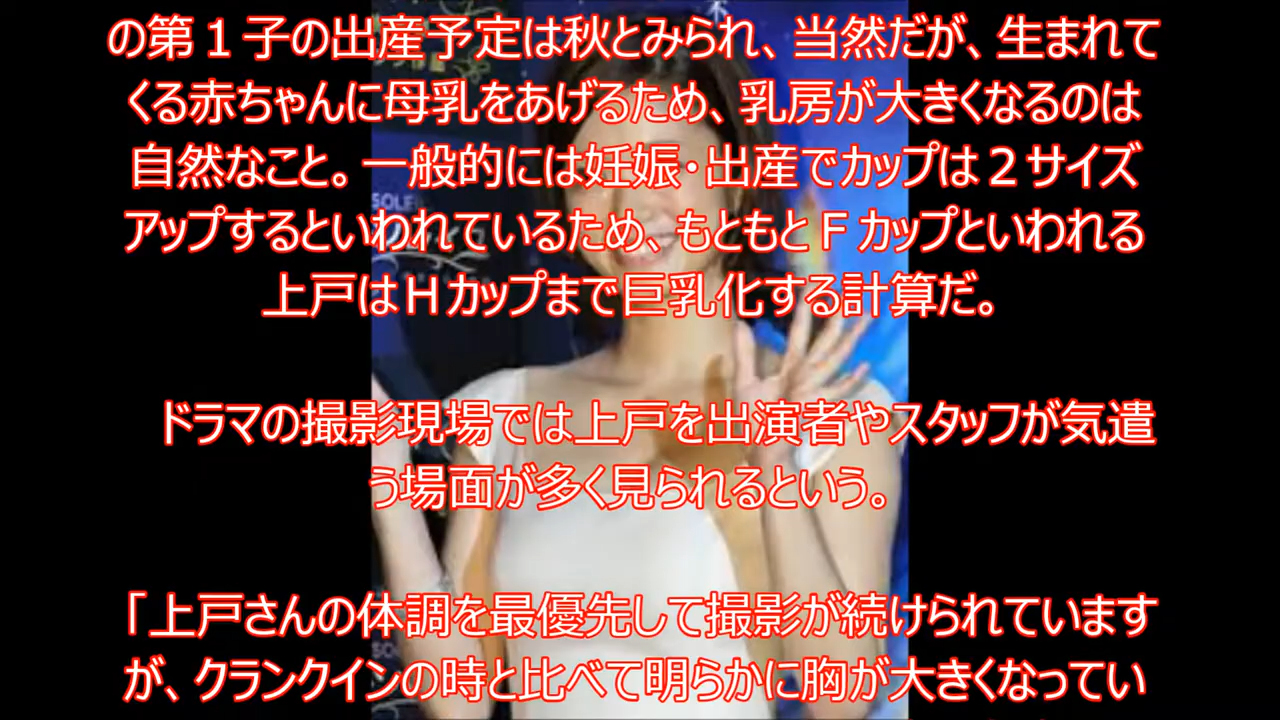 の第１子の出産予定は秋とみられ、当然だが、生まれて
くる赤ちゃんに母乳をあげるため、乳房が大きくなるのは
自然なこと。一般的には妊娠・出産でカップは２サイズ
アップするといわれているため、もともとＦカップといわれる
上戸はＨカップまで巨乳化する計算だ。
ドラマの撮影現場では上戸を出演者やスタッフが気遣
う場面が多く見られるという。
「上戸さんの体調を最優先して撮影が続けられています
が、クランクインの時と比べて明らかに胸が大きくなってい